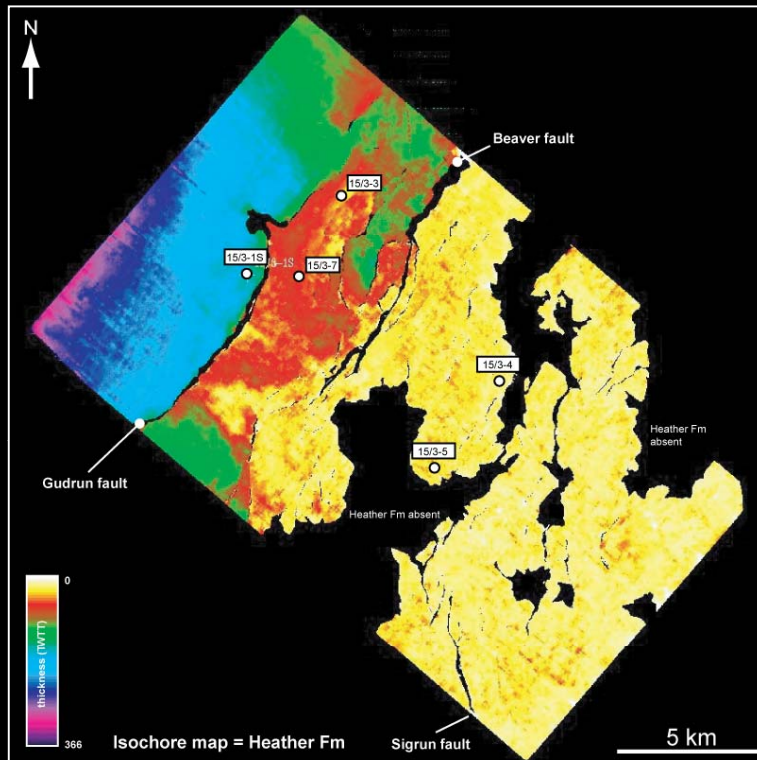 N
Beaver fault
15/3-3
15/3-1S
15/3-7
15/3-4
Heather Fm
absent
15/3-5
Gudrun fault
Heather Fm absent
0
thickness (TWTT)
366
Isochore map = Heather Fm
Sigrun fault
5 km